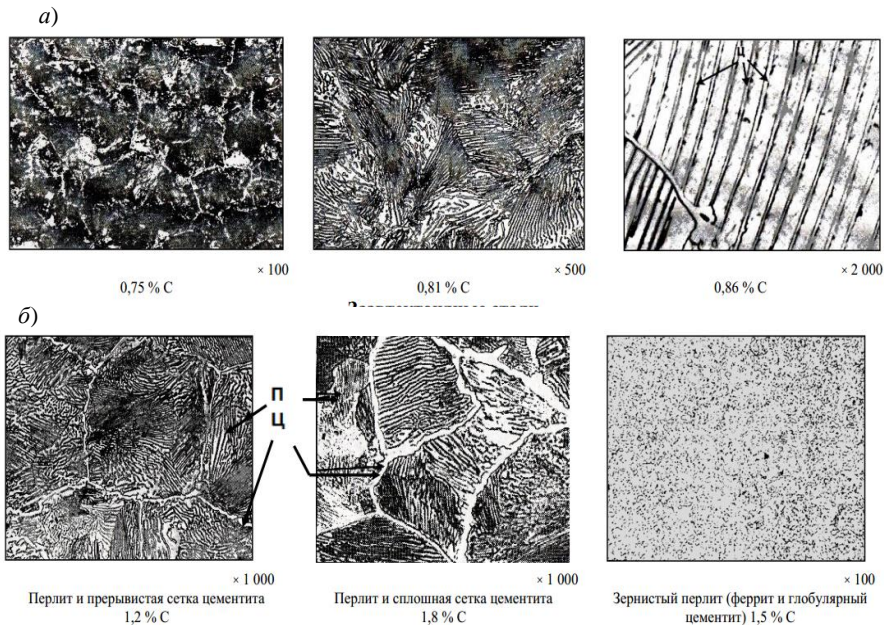 а)
× 100
0,75 % С
× 500
0,81 % С
× 2 000
0,86 % С
б)
П
Ц
× 1 000
Перлит и прерывистая сетка цементита
1,2% С
× 1 000
Перлит и сплошная сетка цементита
1,8 % С
× 100
Зернистый перлит (феррит и глобулярный
цементит) 1,5 % С